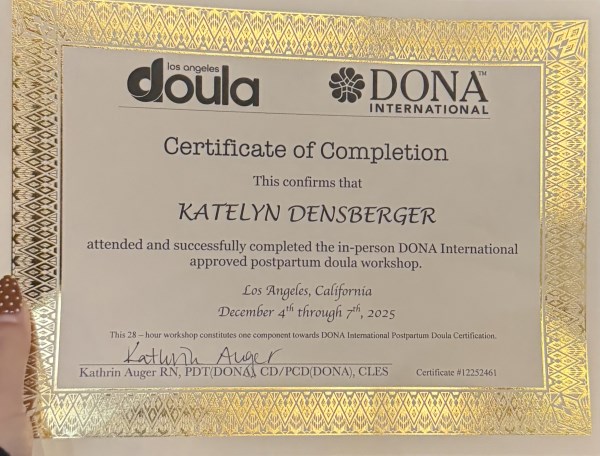 los angeles
doula
DONA™
INTERNATIONAL
Certificate of Completion
This confirms that
KATELYN DENSBERGER
attended and successfully completed the in-person DONA International
approved postpartum doula workshop.
Los Angeles, California
December 4th through 7th, 2025
This 28 – hour workshop constitutes one component towards DONA International Postpartum Doula Certification.
Kathrin Auger
Kathrin Auger RN, PDT(DONA), CD/PCD(DONA), CLES
Certificate #12252461